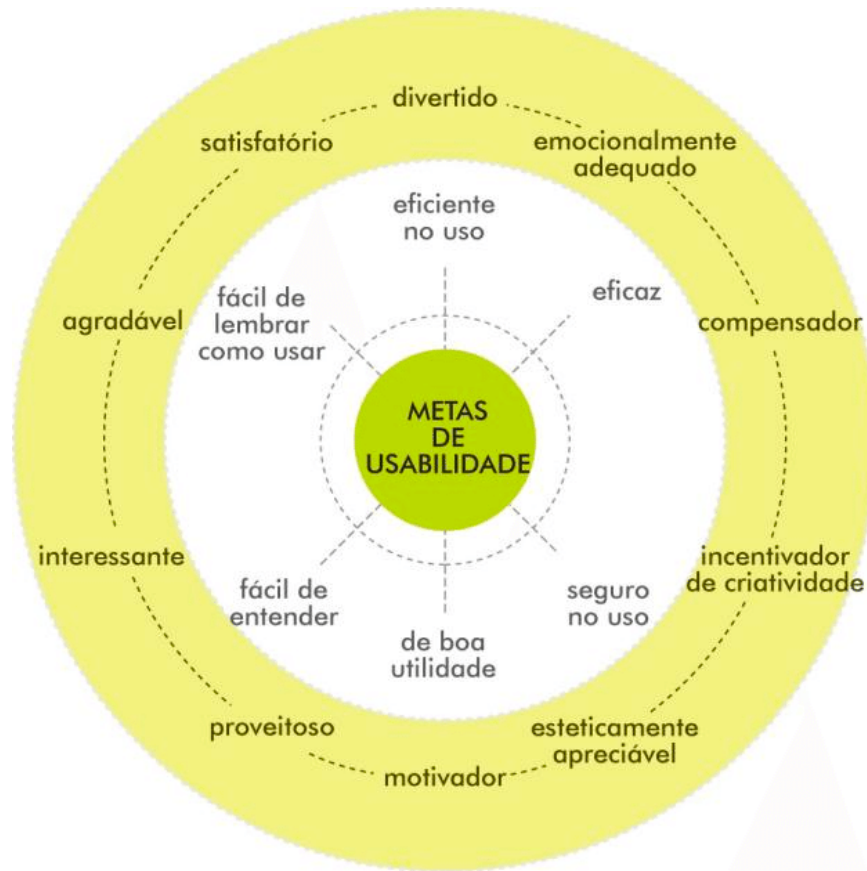 divertido
emocionalmente
adequado
compensador
incentivador
de criatividade
esteticamente
apreciável
motivador
proveitoso
interessante
agradável
satisfatório
eficiente
no uso
eficaz
seguro
no uso
de boa
utilidade
fácil de
entender
fácil de
lembrar
como usar
METAS
DE
USABILIDADE